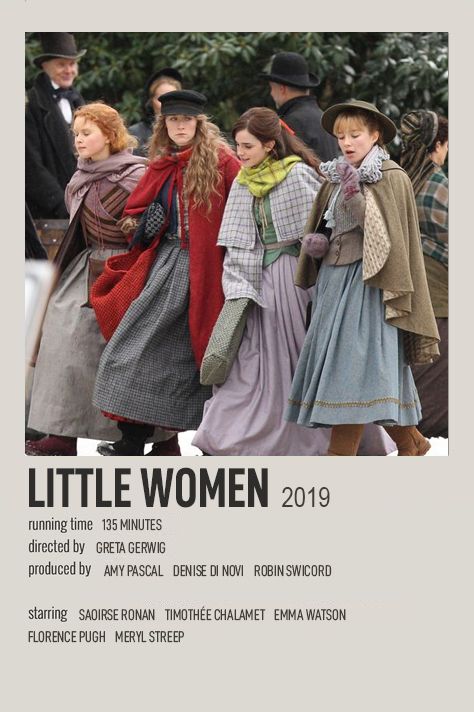 LITTLE WOMEN 2019
running time 135 MINUTES
directed by GRETA GERWIG
produced by AMY PASCAL DENISE DI NOVI ROBIN SWICORD
starring SAOIRSE RONAN TIMOTHÉE CHALAMET EMMA WATSON
FLORENCE PUGH MERYL STREEP